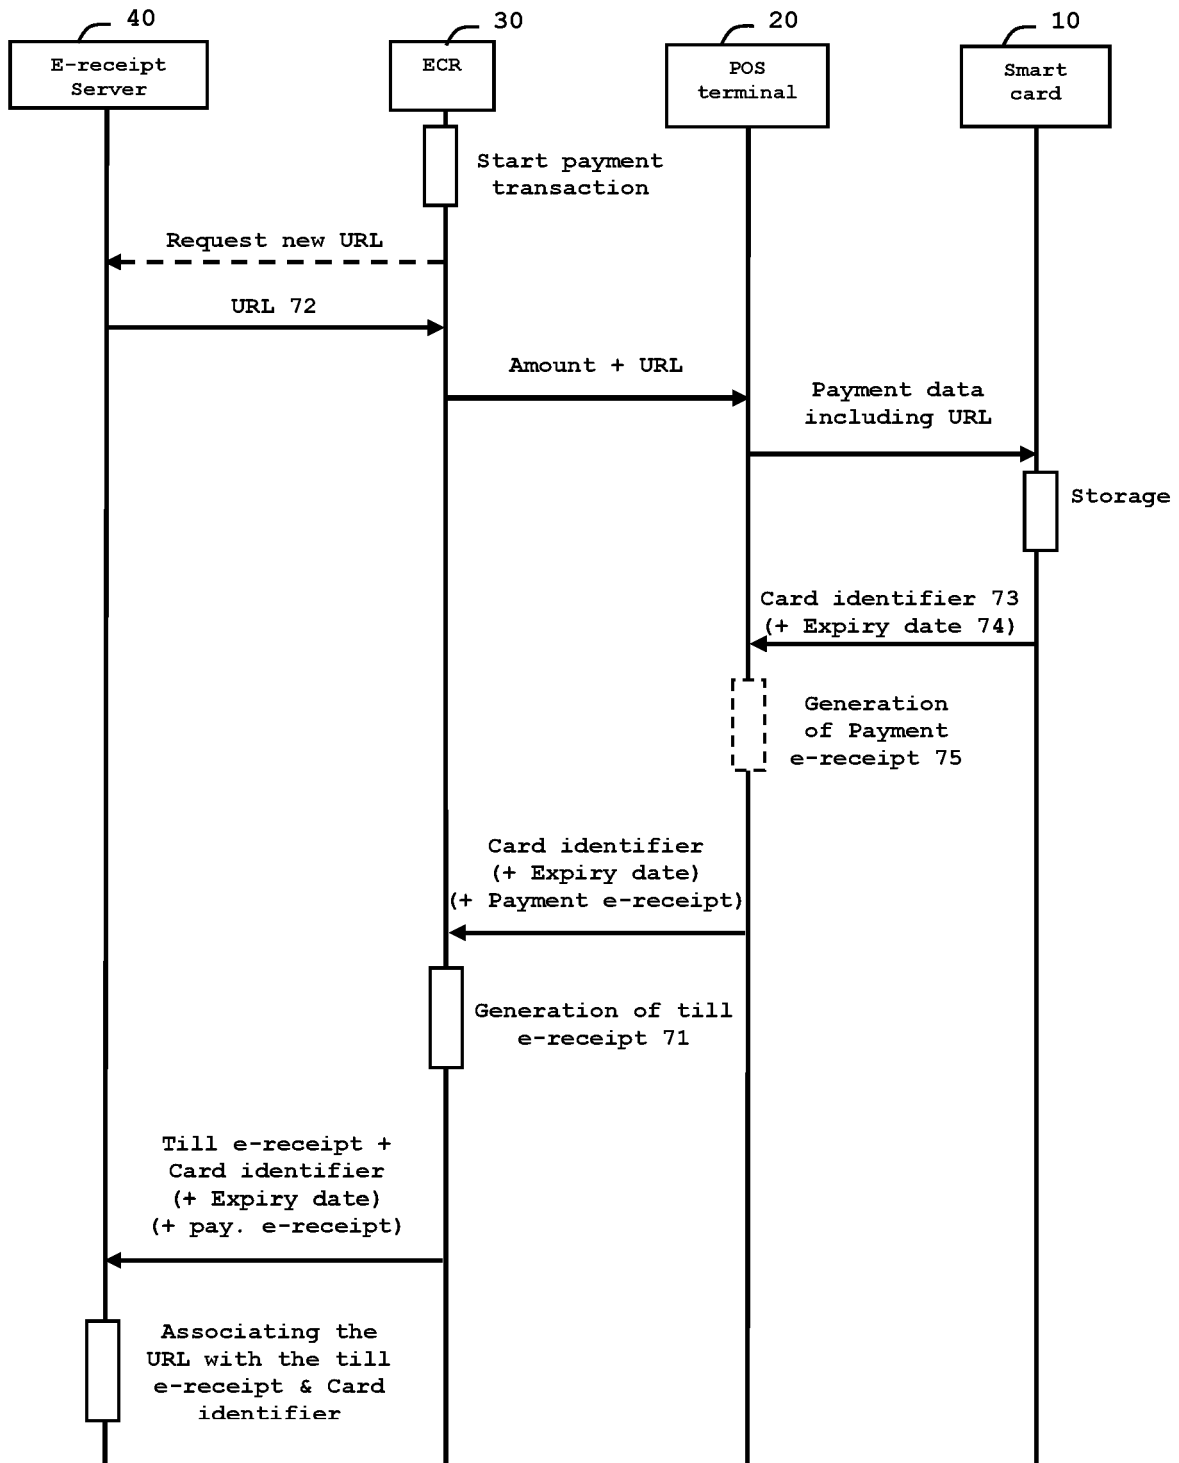 40
30
20
10
E-receipt
Server
ECR
POS
terminal
Smart
card
Start payment
transaction
Request new URL
URL 72
Amount + URL
Payment data
including URL
Storage
Card identifier 73
(+ Expiry date 74)
Generation
of Payment
e-receipt 75
Card identifier
(+ Expiry date)
(+ Payment e-receipt)
Generation of till
e-receipt 71
Till e-receipt +
Card identifier
(+ Expiry date)
(+ pay. e-receipt)
Associating the
URL with the till
e-receipt & Card
identifier